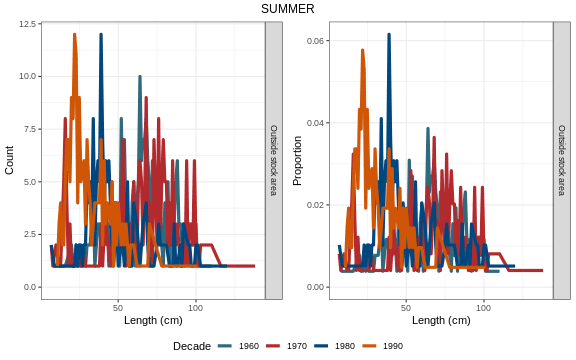 SUMMER
Count
12.5
10.0
7.5
5.0
2.5
0.0
50
100
Length (cm)
Outside stock area
Proportion
0.06
0.04
0.02
0.00
50
100
Length (cm)
Outside stock area
Decade 1960 1970 1980 1990